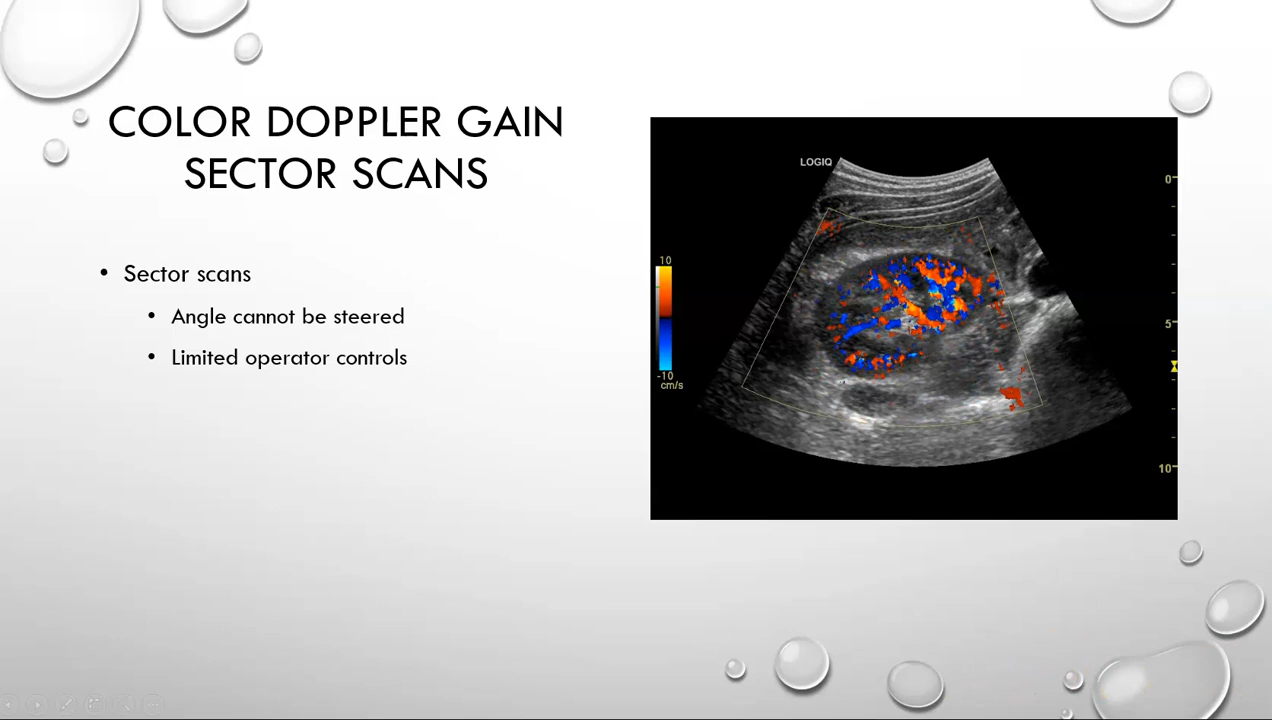 COLOR DOPPLER GAIN
SECTOR SCANS
• Sector scans
• Angle cannot be steered
• Limited operator controls
LOGIQ
0
10
5
-10
cm/s
10